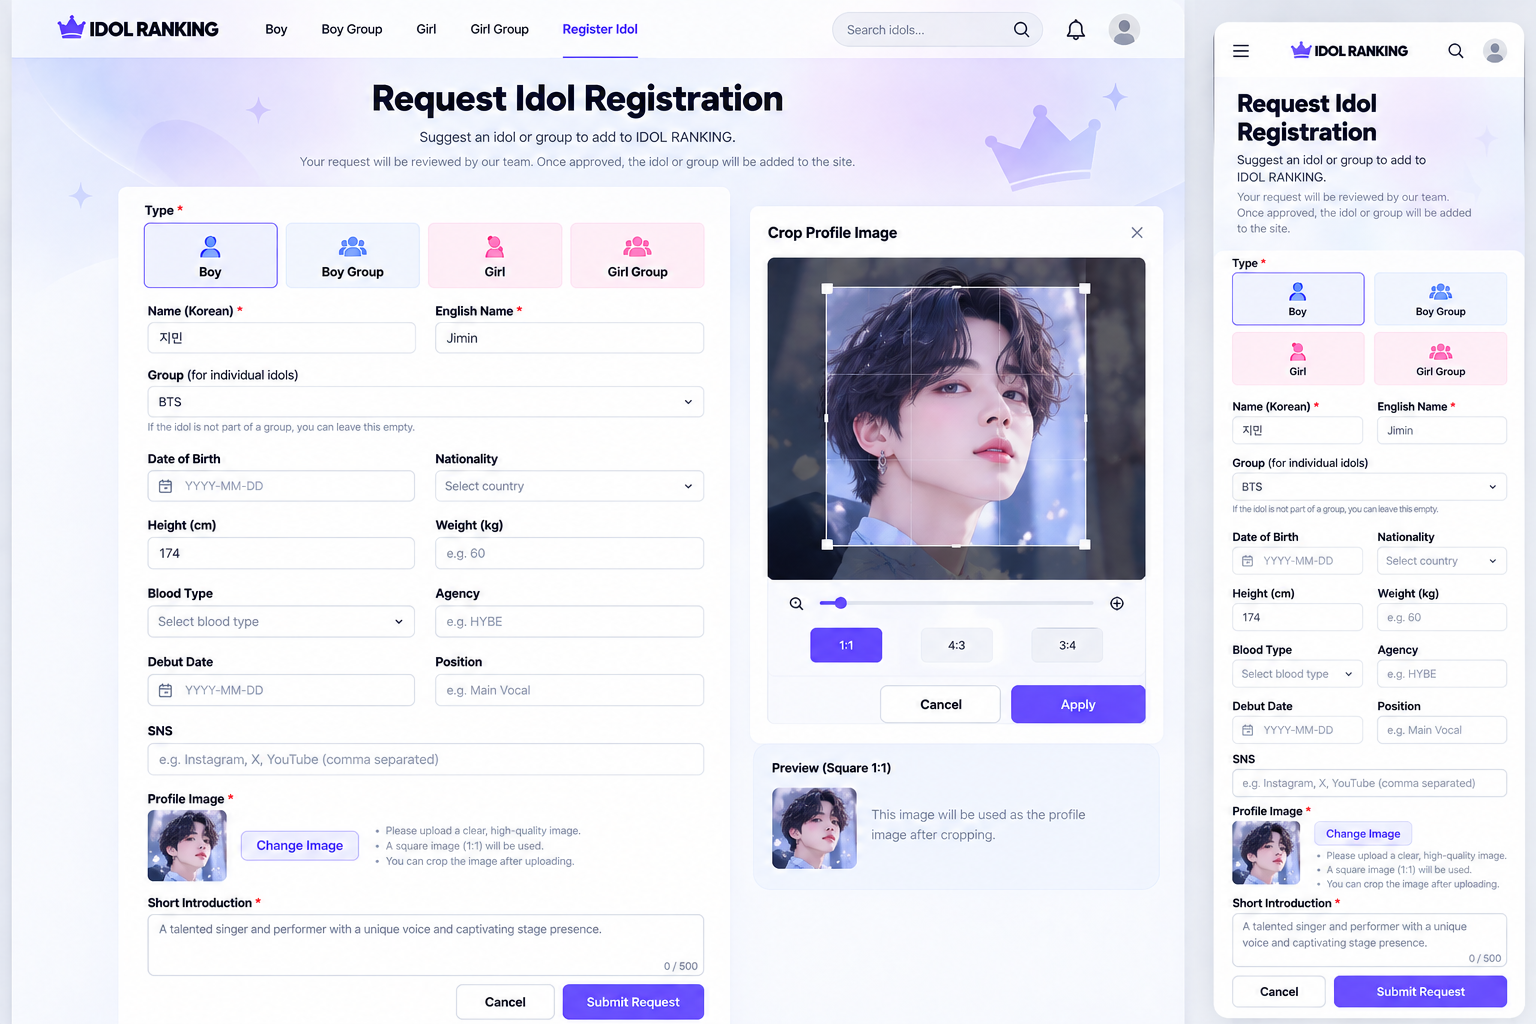 IDOL RANKING
Boy
Boy Group
Girl
Girl Group
Register Idol
Search idols...
Request Idol Registration
Suggest an idol or group to add to IDOL RANKING.
Your request will be reviewed by our team. Once approved, the idol or group will be added to the site.
Type *
Boy
Boy Group
Girl
Girl Group
Name (Korean) *
English Name *
지민
Jimin
Group (for individual idols)
BTS
If the idol is not part of a group, you can leave this empty.
Date of Birth
Nationality
YYYY-MM-DD
Select country
Height (cm)
Weight (kg)
174
e.g. 60
Blood Type
Agency
Select blood type
e.g. HYBE
Debut Date
Position
YYYY-MM-DD
e.g. Main Vocal
SNS
e.g. Instagram, X, YouTube (comma separated)
Profile Image *
Change Image
• Please upload a clear, high-quality image.
• A square image (1:1) will be used.
• You can crop the image after uploading.
Short Introduction *
A talented singer and performer with a unique voice and captivating stage presence.
0 / 500
Cancel
Submit Request
Crop Profile Image
1:1
4:3
3:4
Cancel
Apply
Preview (Square 1:1)
This image will be used as the profile
image after cropping.
IDOL RANKING
Request Idol
Registration
Suggest an idol or group to add to
IDOL RANKING.
Your request will be reviewed by our team.
Once approved, the idol or group will be added
to the site.
Type *
Boy
Boy Group
Girl
Girl Group
Name (Korean) *
English Name *
지민
Jimin
Group (for individual idols)
BTS
If the idol is not part of a group, you can leave this empty.
Date of Birth
Nationality
YYYY-MM-DD
Select country
Height (cm)
Weight (kg)
174
e.g. 60
Blood Type
Agency
Select blood type
e.g. HYBE
Debut Date
Position
YYYY-MM-DD
e.g. Main Vocal
SNS
e.g. Instagram, X, YouTube (comma separated)
Profile Image *
Change Image
• Please upload a clear, high-quality image.
• A square image (1:1) will be used.
• You can crop the image after uploading.
Short Introduction *
A talented singer and performer with a unique
voice and captivating stage presence.
0 / 500
Cancel
Submit Request